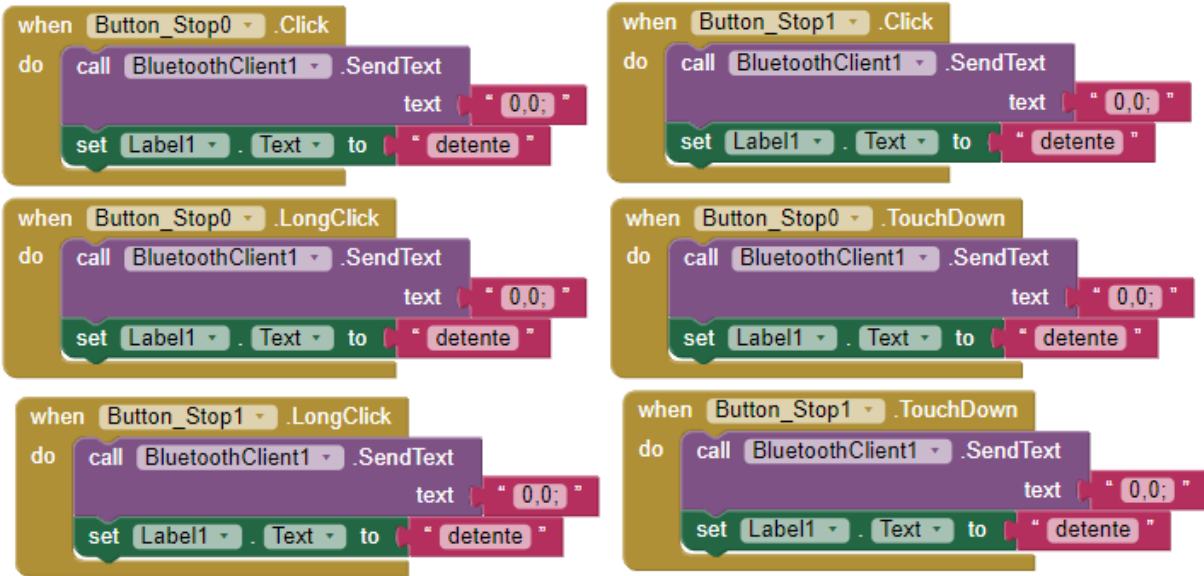 when Button_Stop0 .Click
do call BluetoothClient1 .SendText
text " 0,0; "
set Label1 . Text to " detente "
when Button_Stop1 .Click
do call BluetoothClient1 .SendText
text " 0,0; "
set Label1 . Text to " detente "
when Button_Stop0 .LongClick
do call BluetoothClient1 .SendText
text " 0,0; "
set Label1 . Text to " detente "
when Button_Stop0 .TouchDown
do call BluetoothClient1 .SendText
text " 0,0; "
set Label1 . Text to " detente "
when Button_Stop1 .LongClick
do call BluetoothClient1 .SendText
text " 0,0; "
set Label1 . Text to " detente "
when Button_Stop1 .TouchDown
do call BluetoothClient1 .SendText
text " 0,0; "
set Label1 . Text to " detente "